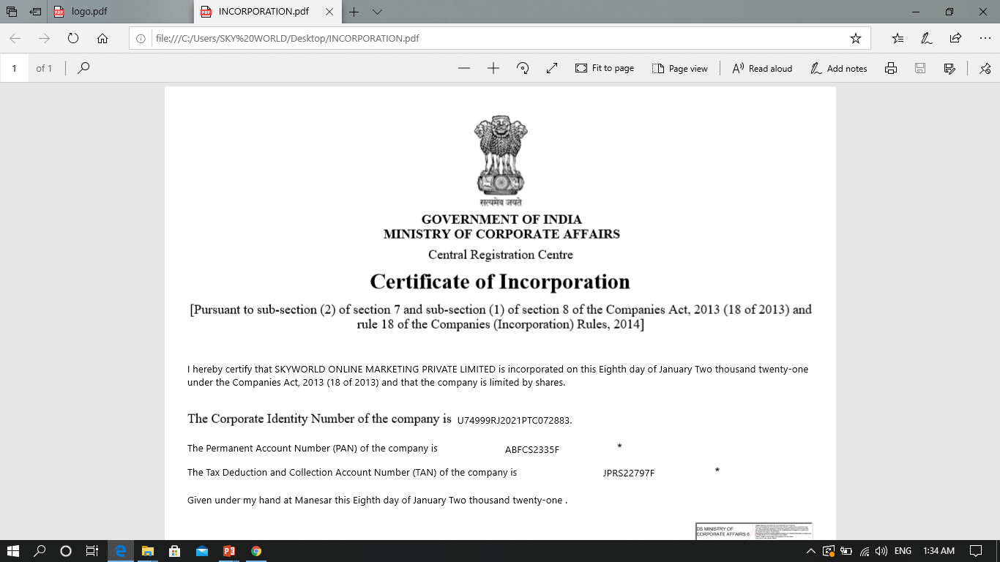 logo.pdf
INCORPORATION.pdf
file:///C:/Users/SKY%20WORLD/Desktop/INCORPORATION.pdf
1 of 1
Fit to page
Page view
Read aloud
Add notes
सत्यमेव जयते
GOVERNMENT OF INDIA
MINISTRY OF CORPORATE AFFAIRS
Central Registration Centre
Certificate of Incorporation
[Pursuant to sub-section (2) of section 7 and sub-section (1) of section 8 of the Companies Act, 2013 (18 of 2013) and
rule 18 of the Companies (Incorporation) Rules, 2014]
I hereby certify that SKYWORLD ONLINE MARKETING PRIVATE LIMITED is incorporated on this Eighth day of January Two thousand twenty-one
under the Companies Act, 2013 (18 of 2013) and that the company is limited by shares.
The Corporate Identity Number of the company is U74999RJ2021PTC072883.
The Permanent Account Number (PAN) of the company is ABFCS2335F *
The Tax Deduction and Collection Account Number (TAN) of the company is JPRS22797F *
Given under my hand at Manesar this Eighth day of January Two thousand twenty-one .
DS MINISTRY OF
CORPORATE AFFAIRS 6
ENG
1:34 AM